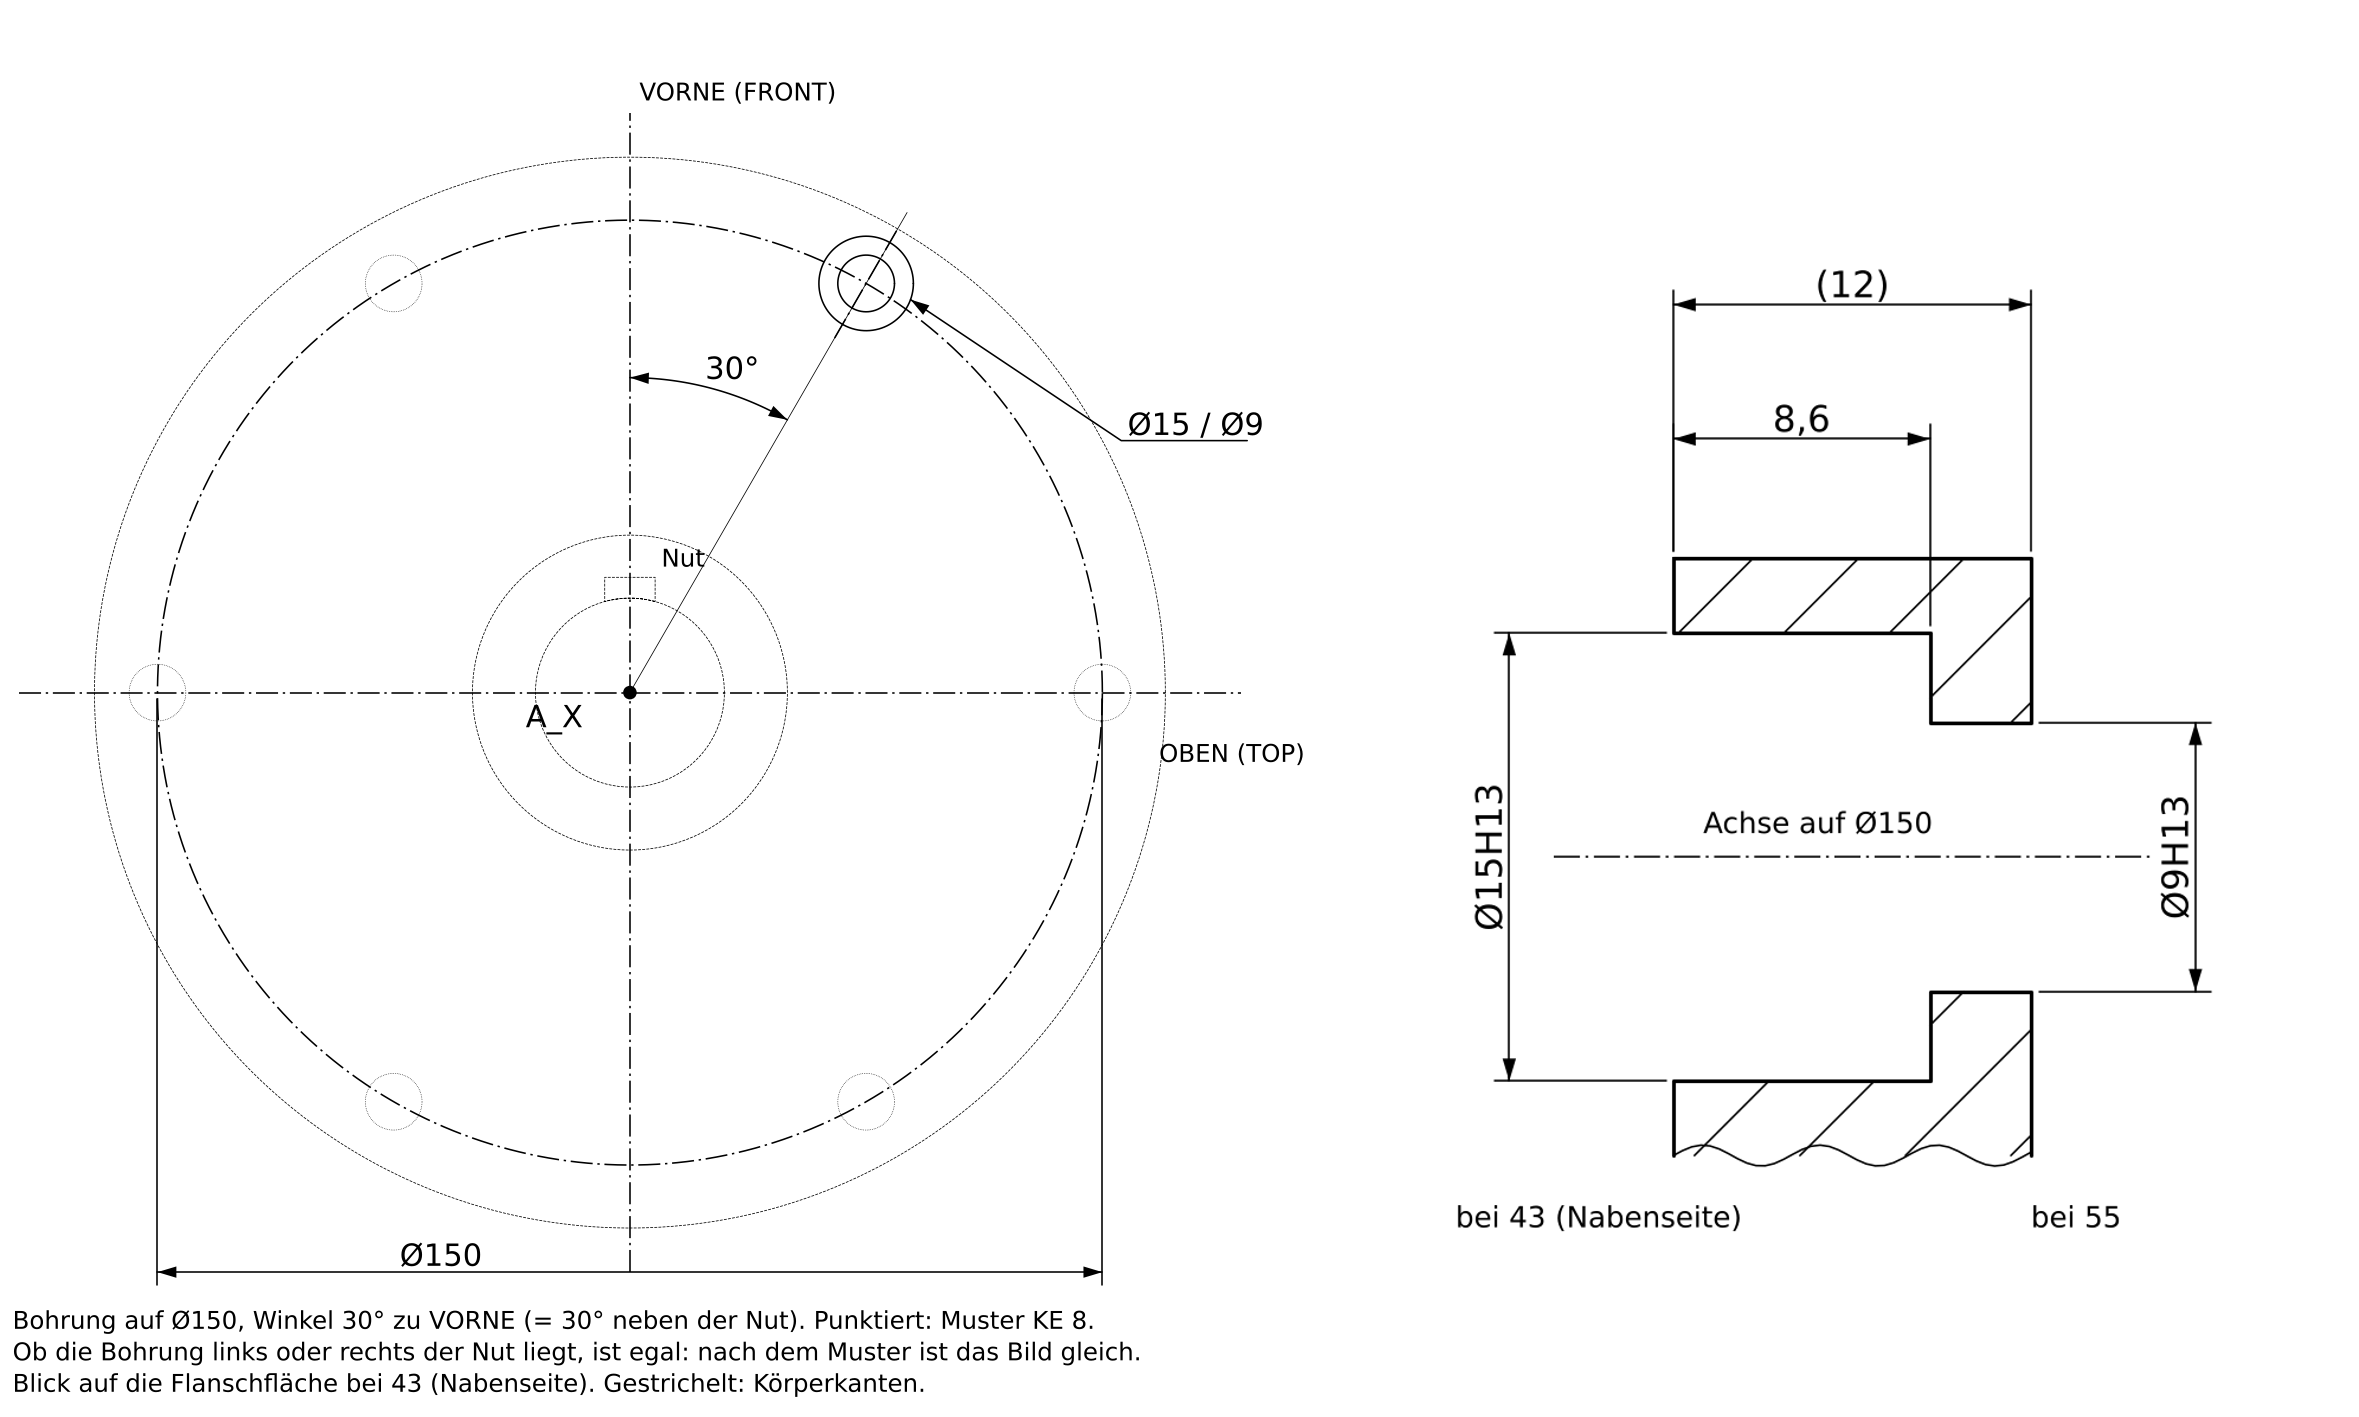 VORNE (FRONT)
30°
Ø15 / Ø9
Nut
A_X
OBEN (TOP)
Ø150
Bohrung auf Ø150, Winkel 30° zu VORNE (= 30° neben der Nut). Punktiert: Muster KE 8.
Ob die Bohrung links oder rechts der Nut liegt, ist egal: nach dem Muster ist das Bild gleich.
Blick auf die Flanschfläche bei 43 (Nabenseite). Gestrichelt: Körperkanten.
(12)
8,6
Ø15H13
Achse auf Ø150
Ø9H13
bei 43 (Nabenseite)
bei 55